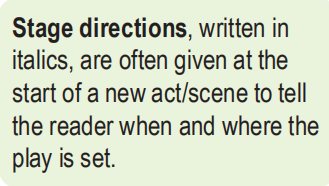 Stage directions, written in
italics, are often given at the
start of a new act/scene to tell
the reader when and where the
play is set.